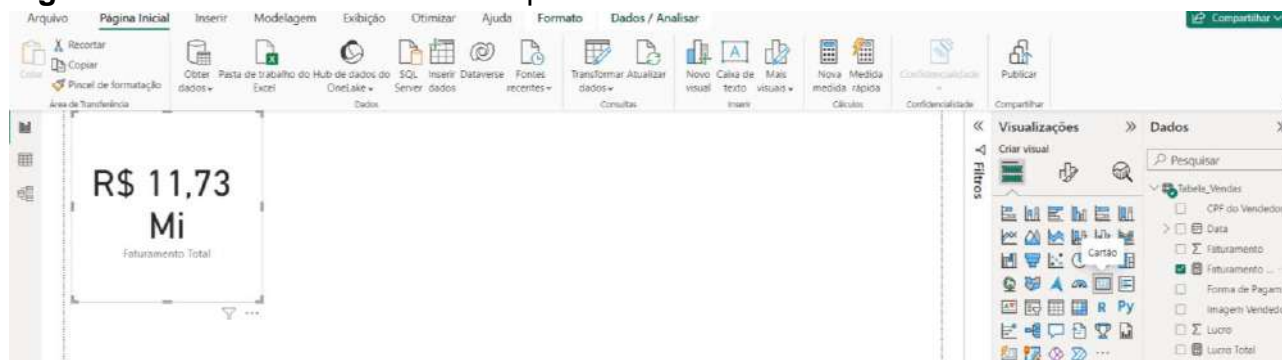 Arquivo Página Inicial Inserir Modelagem Exibição Otimizar Ajuda Formato Dados / Analisar Compartilhar
Recortar
Copiar
Pincel de formatação
Colar
Área de Transferência
Obter dados
Pasta de trabalho do Excel
Hub de dados do OneLake
SQL Server
Inserir dados
Dataverse
Fontes recentes
Dados
Transformar dados
Atualizar
Consultas
Novo visual
Caixa de texto
Mais visuais
Inserir
Nova medida
Medida rápida
Cálculos
Confidencialidade
Confidencialidade
Publicar
Compartilhar
R$ 11,73
Mi
Faturamento Total
Filtros
Visualizações
Criar visual
Cartão
R Py
Dados
Pesquisar
Tabela_Vendas
CPF do Vendedor
Data
Faturamento
Faturamento ...
Forma de Pagam
Imagem Vended
Lucro
Lucro Total